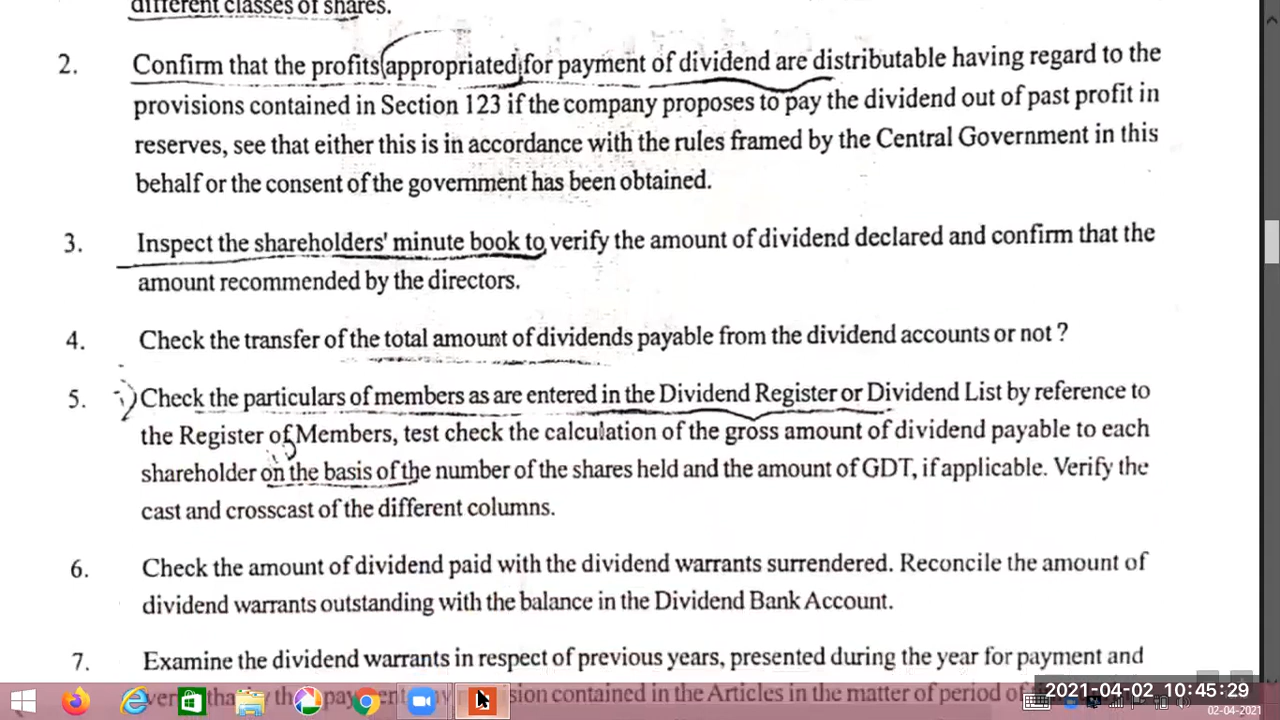 different classes of shares.
2. Confirm that the profits (appropriated) for payment of dividend are distributable having regard to the
provisions contained in Section 123 if the company proposes to pay the dividend out of past profit in
reserves, see that either this is in accordance with the rules framed by the Central Government in this
behalf or the consent of the government has been obtained.
3. Inspect the shareholders' minute book to verify the amount of dividend declared and confirm that the
amount recommended by the directors.
4. Check the transfer of the total amount of dividends payable from the dividend accounts or not ?
5. Check the particulars of members as are entered in the Dividend Register or Dividend List by reference to
the Register of Members, test check the calculation of the gross amount of dividend payable to each
shareholder on the basis of the number of the shares held and the amount of GDT, if applicable. Verify the
cast and crosscast of the different columns.
6. Check the amount of dividend paid with the dividend warrants surrendered. Reconcile the amount of
dividend warrants outstanding with the balance in the Dividend Bank Account.
7. Examine the dividend warrants in respect of previous years, presented during the year for payment and
contained in the Articles in the matter of period of
2021-04-02 10:45:29
02-04-2021